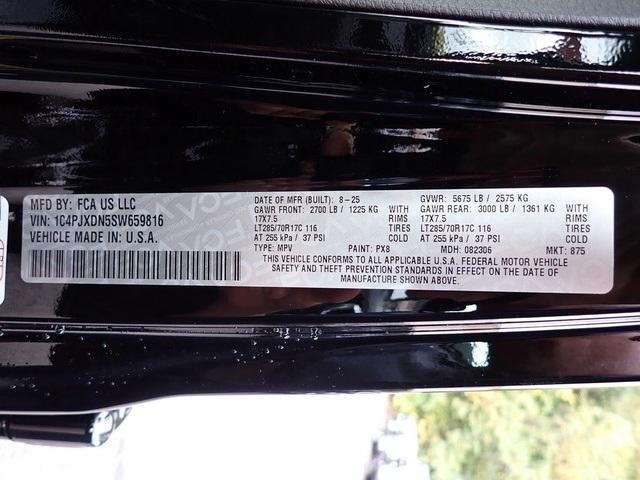 MFD BY: FCA US LLC
VIN: 1C4PJXDN5SW659816
VEHICLE MADE IN: U.S.A.
DATE OF MFR (BUILT): 8-25 GVWR: 5675 LB / 2575 KG
GAWR FRONT: 2700 LB / 1225 KG WITH GAWR REAR: 3000 LB / 1361 KG WITH
17X7.5 RIMS 17X7.5 RIMS
LT285/70R17C 116 TIRES LT285/70R17C 116 TIRES
AT 255 kPa / 37 PSI COLD AT 255 kPa / 37 PSI COLD
TYPE: MPV PAINT: PX8 MDH: 082306 MKT: 875
THIS VEHICLE CONFORMS TO ALL APPLICABLE U.S.A. FEDERAL MOTOR VEHICLE
SAFETY AND THEFT PREVENTION STANDARDS IN EFFECT ON THE DATE OF
MANUFACTURE SHOWN ABOVE.